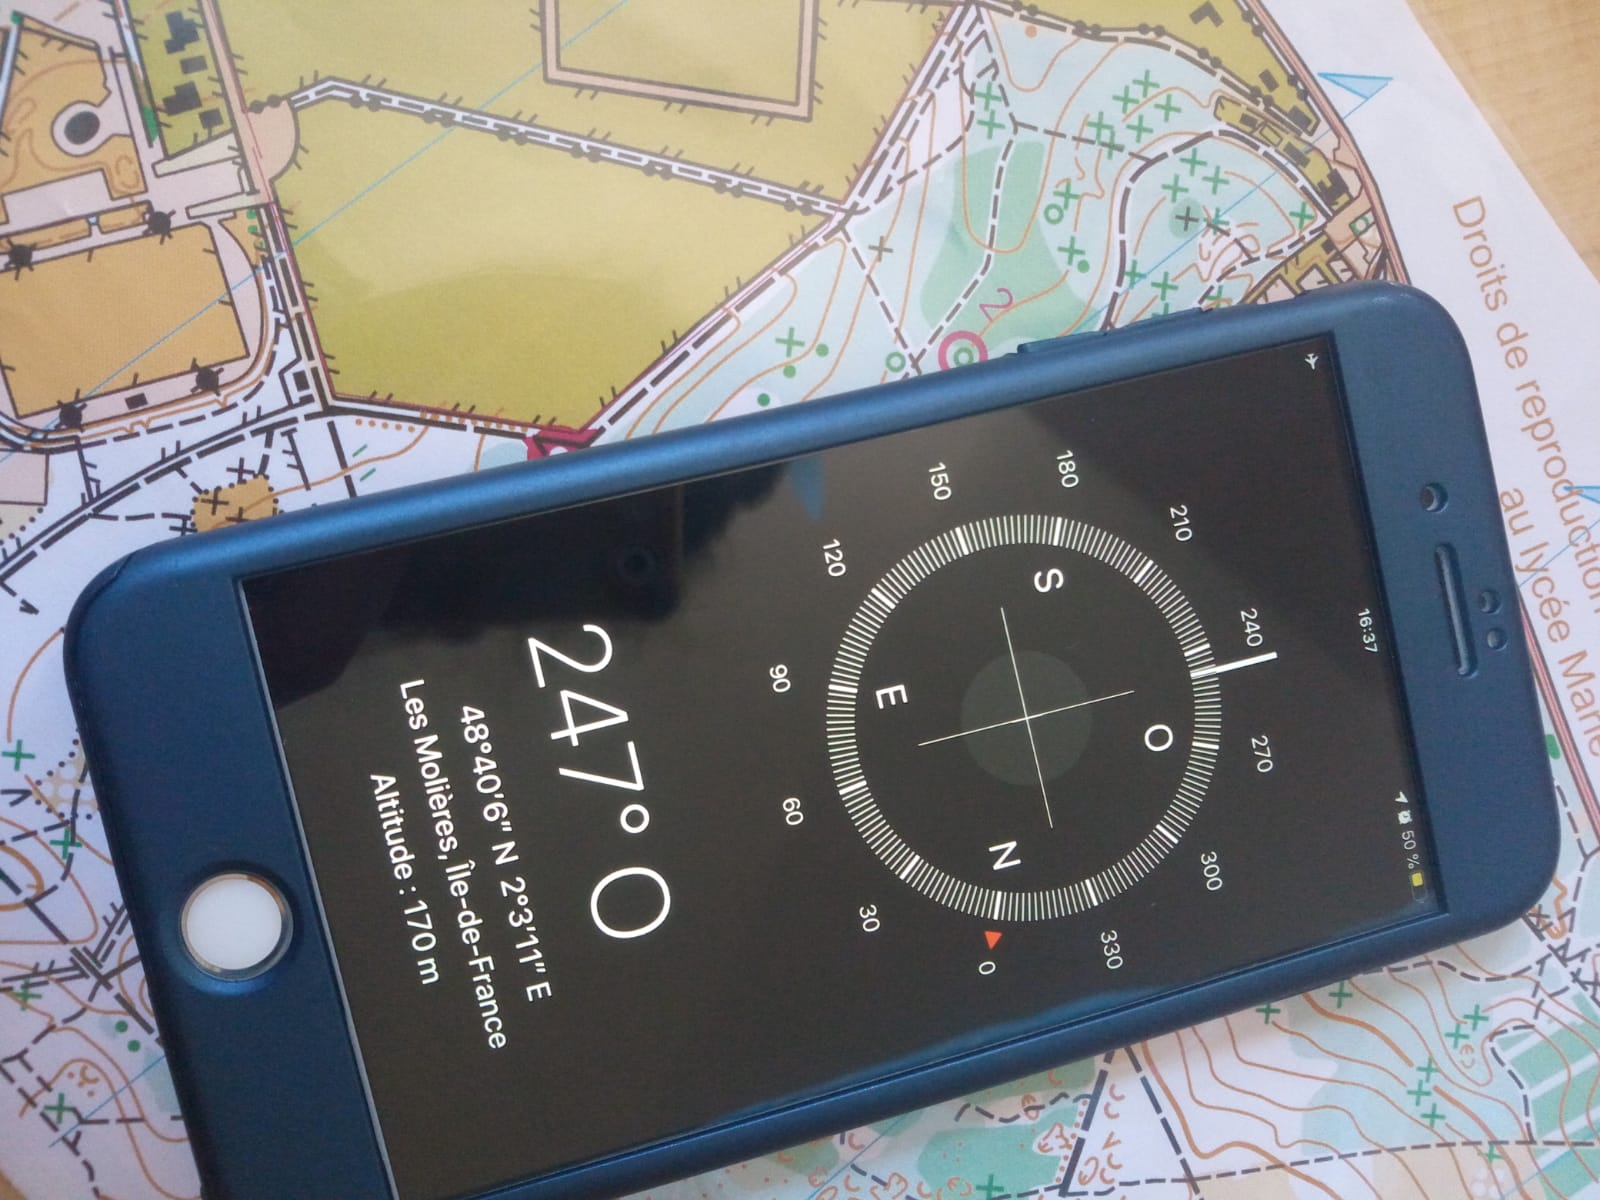 16:37
50 %
180
210
240
270
300
330
0
30
60
90
120
150
S
O
N
E
247° O
48°40'6" N 2°3'11" E
Les Molières, Île-de-France
Altitude : 170 m
2
Droits de reproduction
au lycée Marie